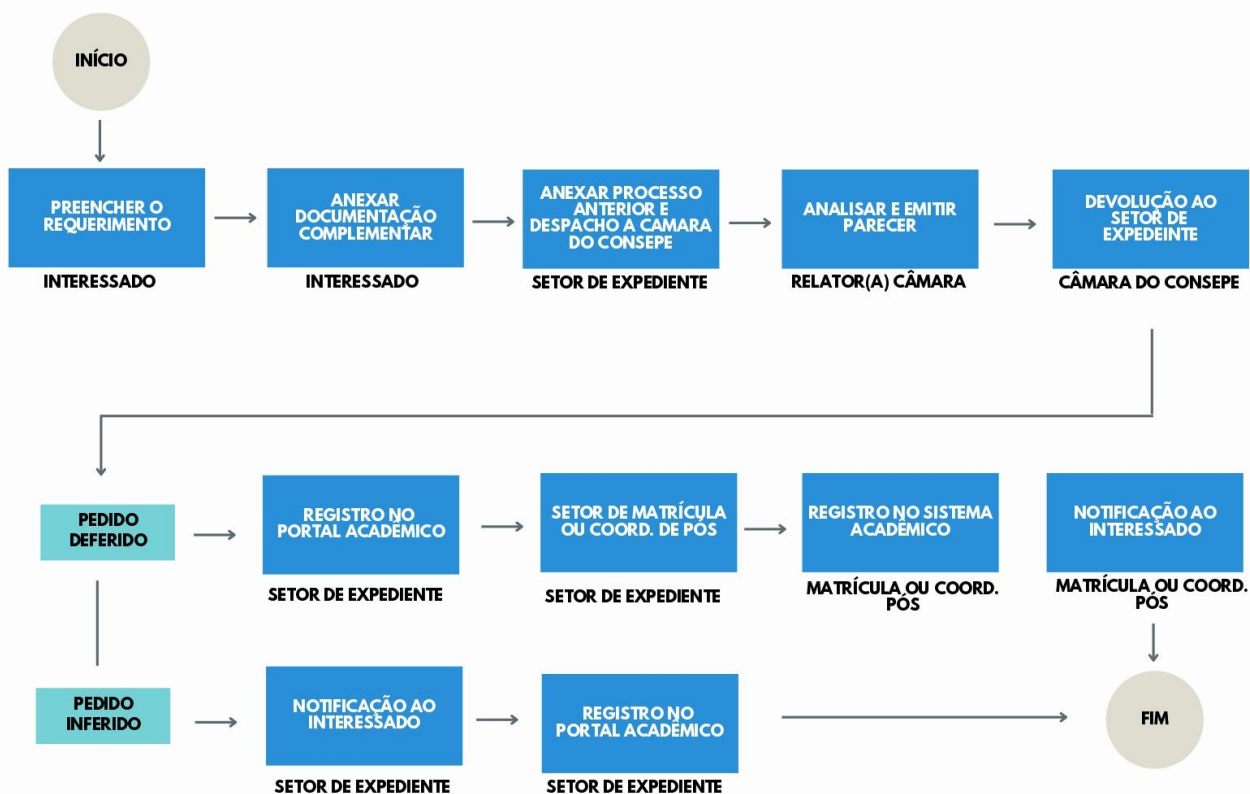 INÍCIO
PREENCHER O
REQUERIMENTO
INTERESSADO
ANEXAR
DOCUMENTAÇÃO
COMPLEMENTAR
INTERESSADO
ANEXAR PROCESSO
ANTERIOR E
DESPACHO A CAMARA
DO CONSEPE
SETOR DE EXPEDIENTE
ANALISAR E EMITIR
PARECER
RELATOR(A) CÂMARA
DEVOLUÇÃO AO
SETOR DE
EXPEDEINTE
CÂMARA DO CONSEPE
PEDIDO
DEFERIDO
REGISTRO NO
PORTAL ACADÊMICO
SETOR DE EXPEDIENTE
SETOR DE MATRÍCULA
OU COORD. DE PÓS
SETOR DE EXPEDIENTE
REGISTRO NO SISTEMA
ACADÊMICO
MATRÍCULA OU COORD.
PÓS
NOTIFICAÇÃO AO
INTERESSADO
MATRÍCULA OU COORD.
PÓS
PEDIDO
INFERIDO
NOTIFICAÇÃO AO
INTERESSADO
SETOR DE EXPEDIENTE
REGISTRO NO
PORTAL ACADÊMICO
SETOR DE EXPEDIENTE
FIM